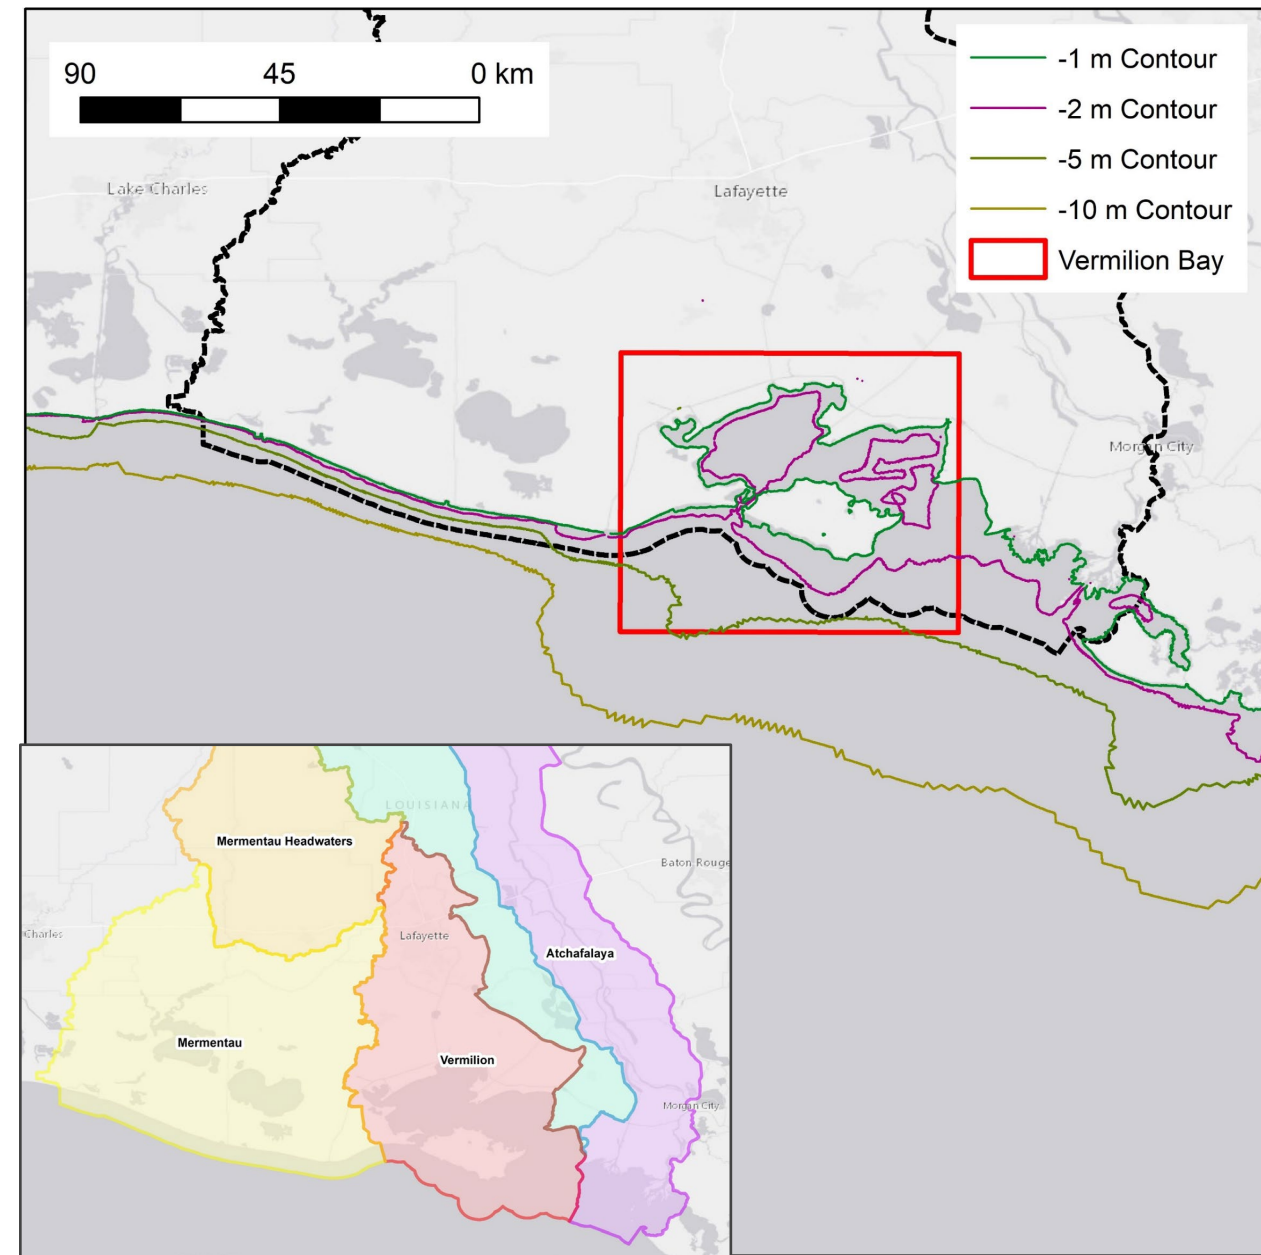 90 45 0 km
-1 m Contour
-2 m Contour
-5 m Contour
-10 m Contour
Vermilion Bay
Lake Charles
Lafayette
Morgan City
LOUISIANA
Mermentau Headwaters
Baton Rouge
Charles
Lafayette
Atchafalaya
Mermentau
Vermilion
Morgan City